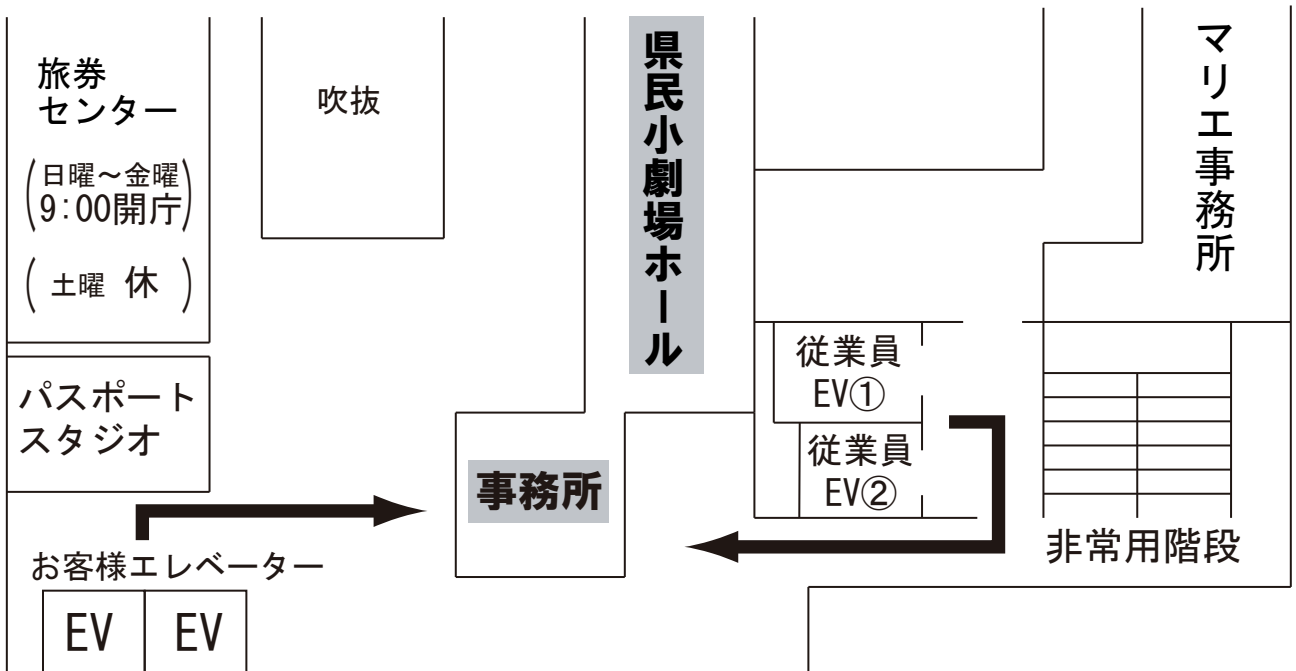 旅券
センター
(日曜～金曜
9:00開庁)
(土曜 休)
吹抜
県民小劇場ホール
マリエ事務所
パスポート
スタジオ
従業員
EV①
従業員
EV②
事務所
非常用階段
お客様エレベーター
EV
EV